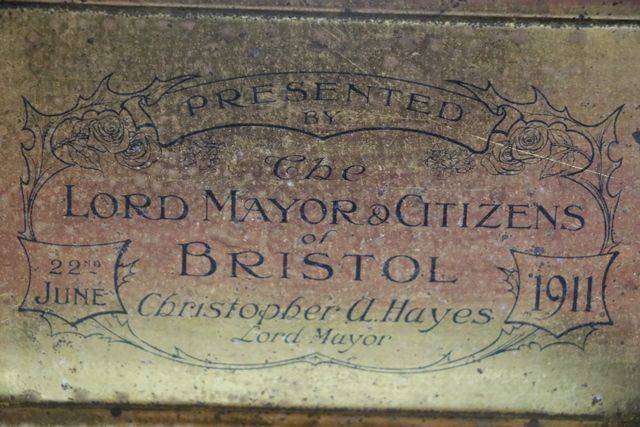 PRESENTED
BY
The
LORD MAYOR & CITIZENS
of
BRISTOL
22ND
JUNE
1911
Christopher A. Hayes
Lord Mayor